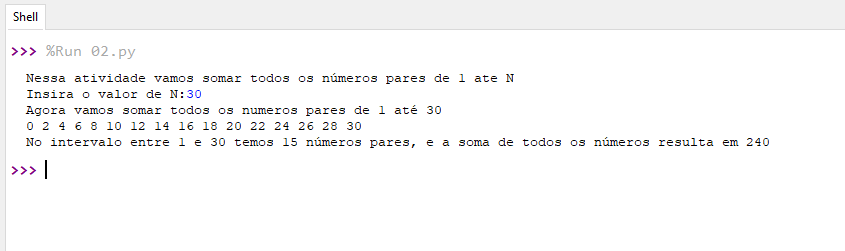 Shell
>>> %Run 02.py
Nessa atividade vamos somar todos os números pares de 1 ate N
Insira o valor de N:30
Agora vamos somar todos os numeros pares de 1 até 30
0 2 4 6 8 10 12 14 16 18 20 22 24 26 28 30
No intervalo entre 1 e 30 temos 15 números pares, e a soma de todos os números resulta em 240
>>>